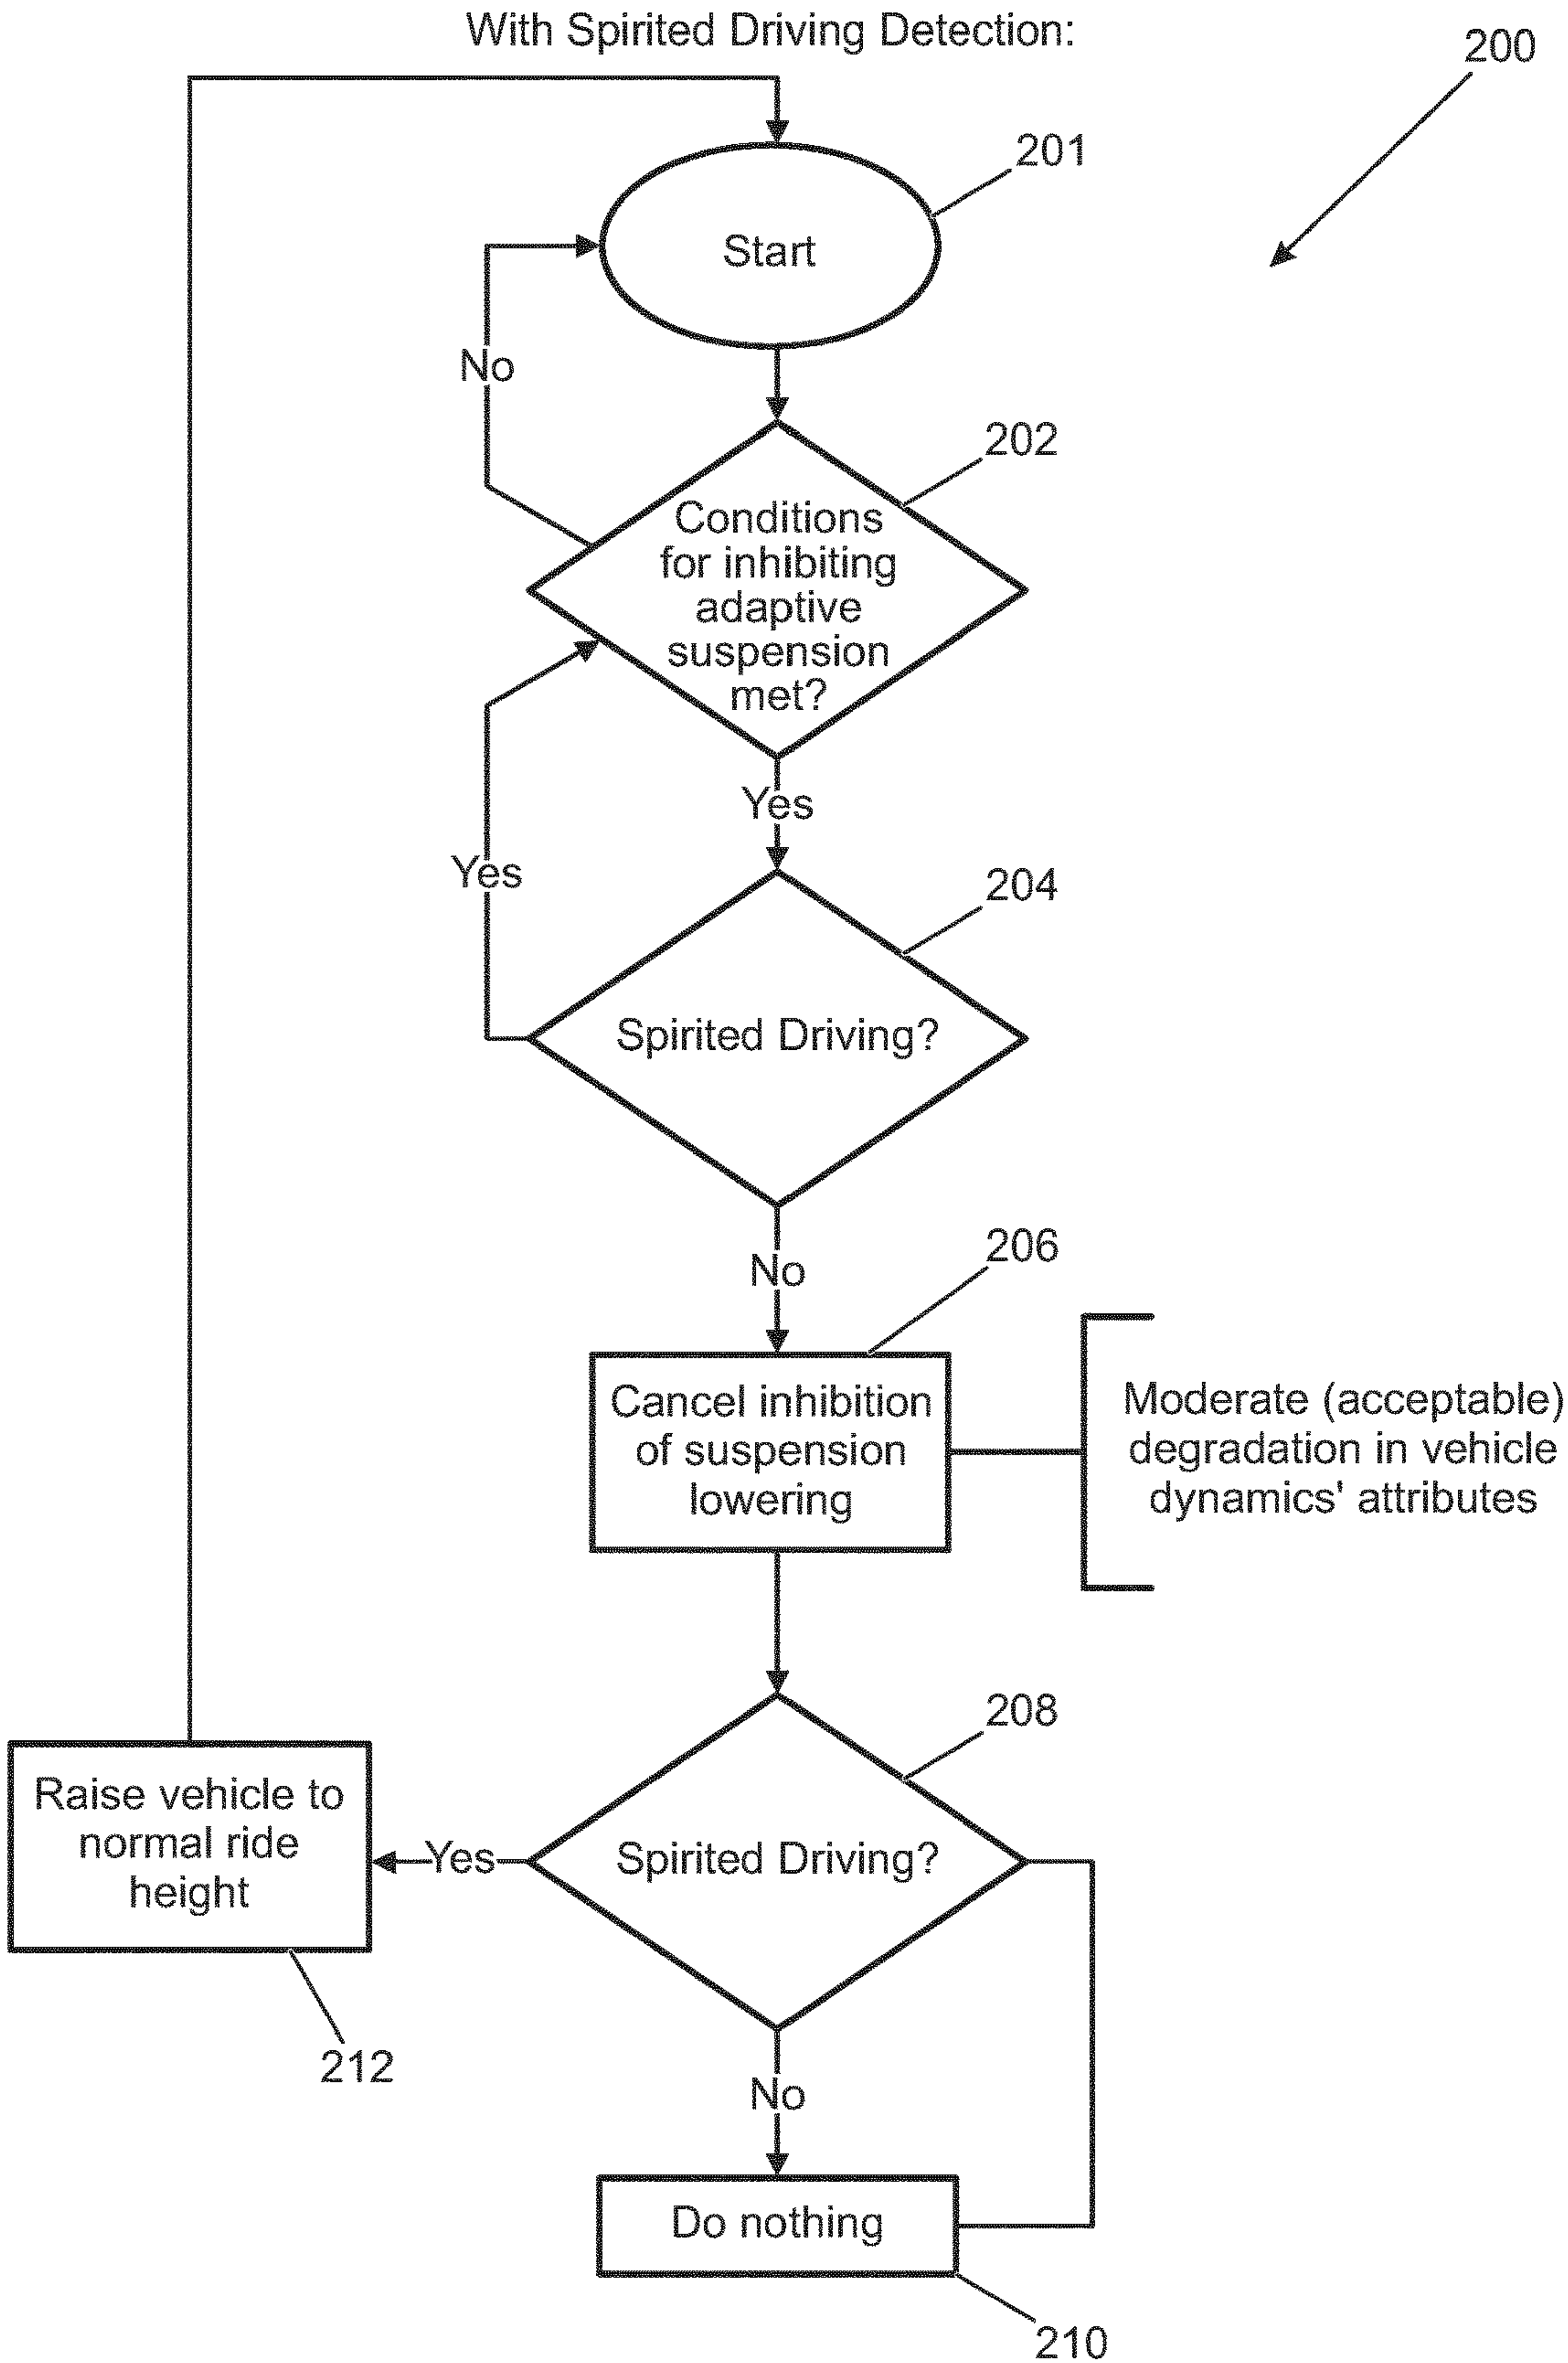 With Spirited Driving Detection:
200
201
Start
No
202
Conditions
for inhibiting
adaptive
suspension
met?
Yes
Yes
204
Spirited Driving?
No
206
Cancel inhibition
of suspension
lowering
Moderate (acceptable)
degradation in vehicle
dynamics' attributes
208
Spirited Driving?
Yes
Raise vehicle to
normal ride
height
212
No
Do nothing
210